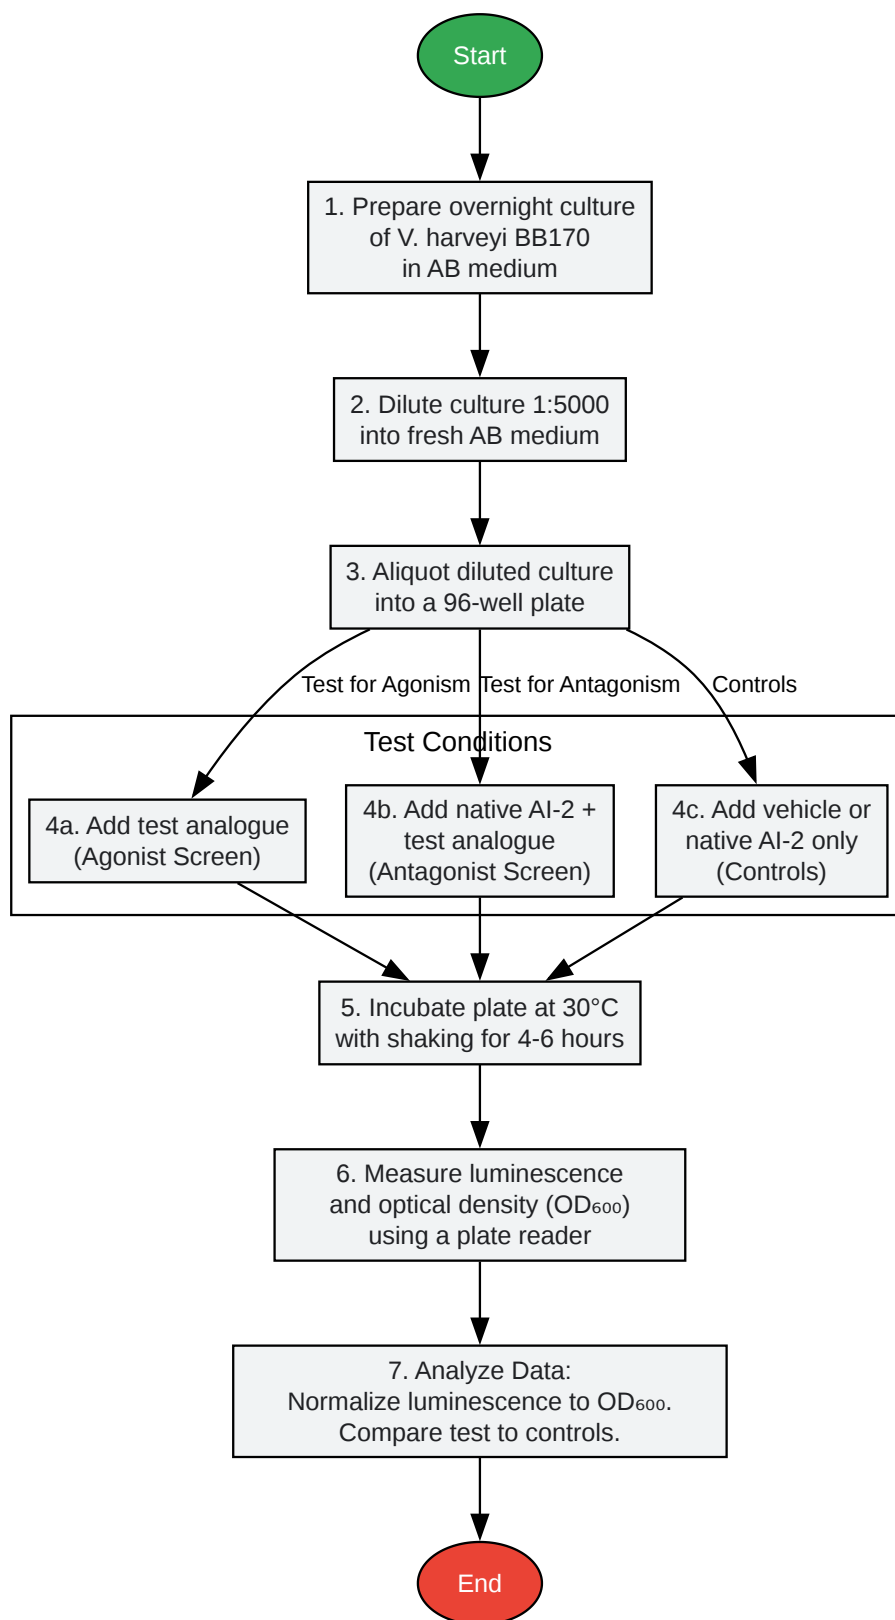 Start
1. Prepare overnight culture
of V. harveyi BB170
in AB medium
2. Dilute culture 1:5000
into fresh AB medium
3. Aliquot diluted culture
into a 96-well plate
Test for Agonism
Test for Antagonism
Controls
Test Conditions
4a. Add test analogue
(Agonist Screen)
4b. Add native AI-2 +
test analogue
(Antagonist Screen)
4c. Add vehicle or
native AI-2 only
(Controls)
5. Incubate plate at 30°C
with shaking for 4-6 hours
6. Measure luminescence
and optical density (OD₆₀₀)
using a plate reader
7. Analyze Data:
Normalize luminescence to OD₆₀₀.
Compare test to controls.
End